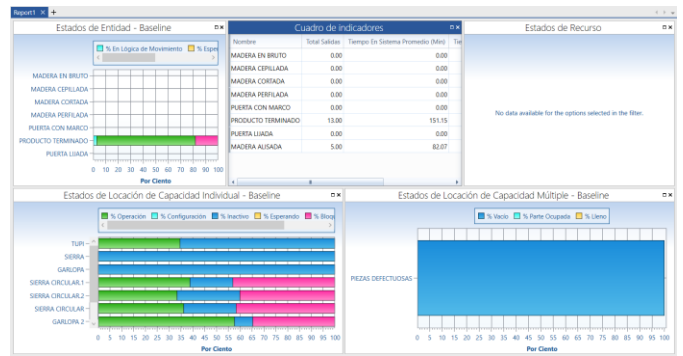 Report1
Estados de Entidad - Baseline
% En Lógica de Movimiento % Espe
MADERA EN BRUTO
MADERA CEPILLADA
MADERA CORTADA
MADERA PERFILADA
PUERTA CON MARCO
PRODUCTO TERMINADO
PUERTA LIJADA
0 10 20 30 40 50 60 70 80 90 100
Por Ciento
Cuadro de indicadores
Nombre Total Salidas Tiempo En Sistema Promedio (Min) Tie
MADERA EN BRUTO 0.00 0.00
MADERA CEPILLADA 0.00 0.00
MADERA CORTADA 0.00 0.00
MADERA PERFILADA 0.00 0.00
PUERTA CON MARCO 0.00 0.00
PRODUCTO TERMINADO 13.00 151.15
PUERTA LIJADA 0.00 0.00
MADERA ALISADA 5.00 82.07
Estados de Recurso
No data available for the options selected in the filter.
Estados de Locación de Capacidad Individual - Baseline
% Operación % Configuración % Inactivo % Esperando % Bloqu
TUPI
SIERRA
GARLOPA
SIERRA CIRCULAR.1
SIERRA CIRCULAR.2
SIERRA CIRCULAR
GARLOPA 2
0 5 10 15 20 25 30 35 40 45 50 55 60 65 70 75 80 85 90 95 100
Por Ciento
Estados de Locación de Capacidad Múltiple - Baseline
% Vacío % Parte Ocupada % Lleno
PIEZAS DEFECTUOSAS
0 5 10 15 20 25 30 35 40 45 50 55 60 65 70 75 80 85 90 95 100
Por Ciento